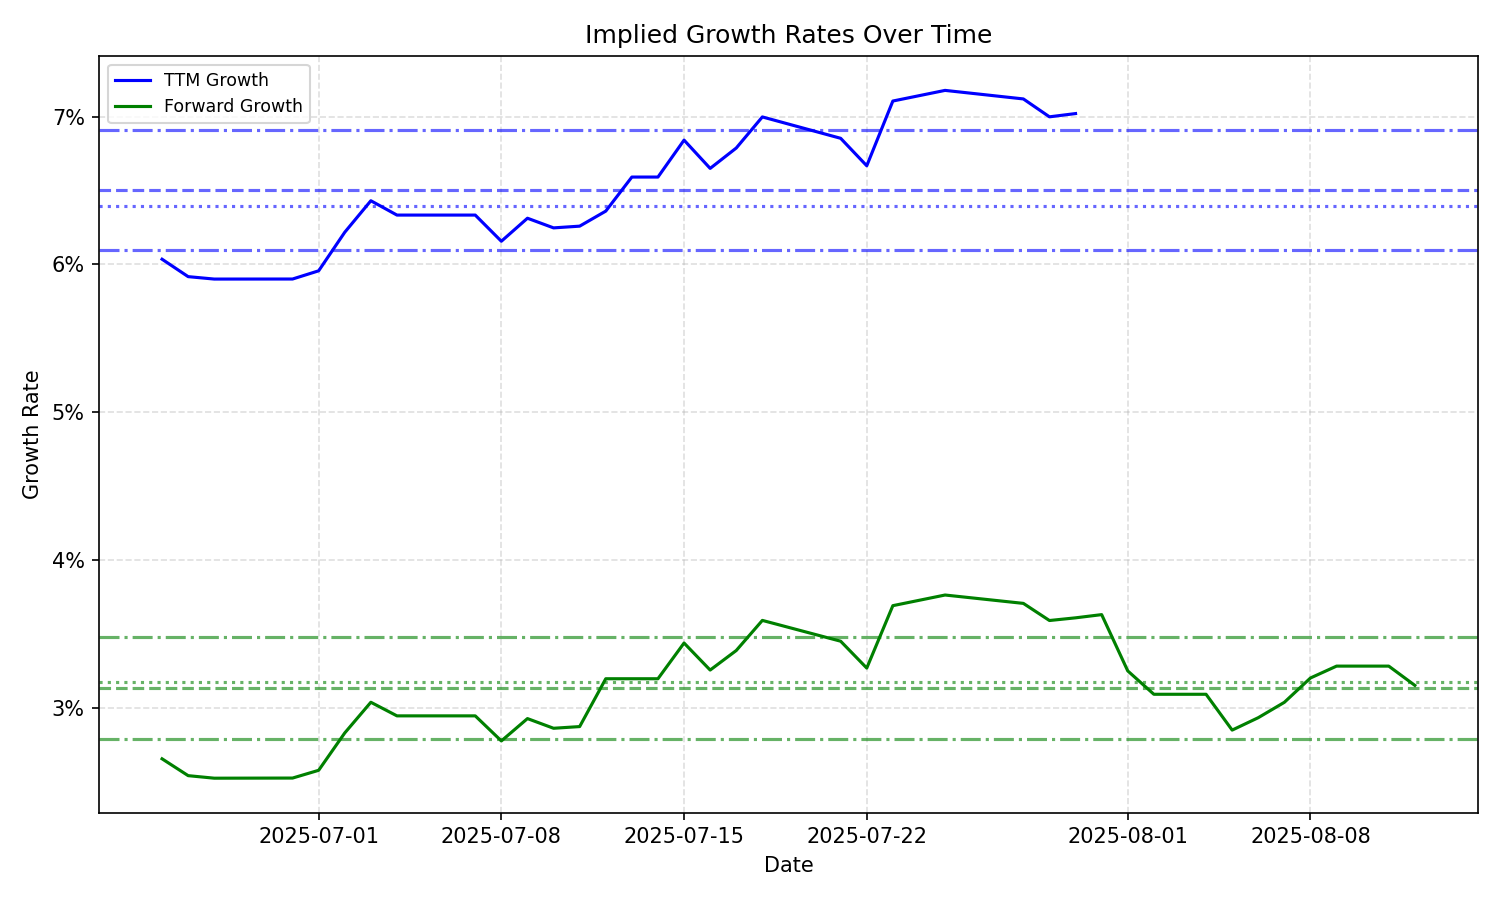 Implied Growth Rates Over Time
TTM Growth
Forward Growth
7%
6%
5%
4%
3%
Growth Rate
2025-07-01
2025-07-08
2025-07-15
2025-07-22
2025-08-01
2025-08-08
Date